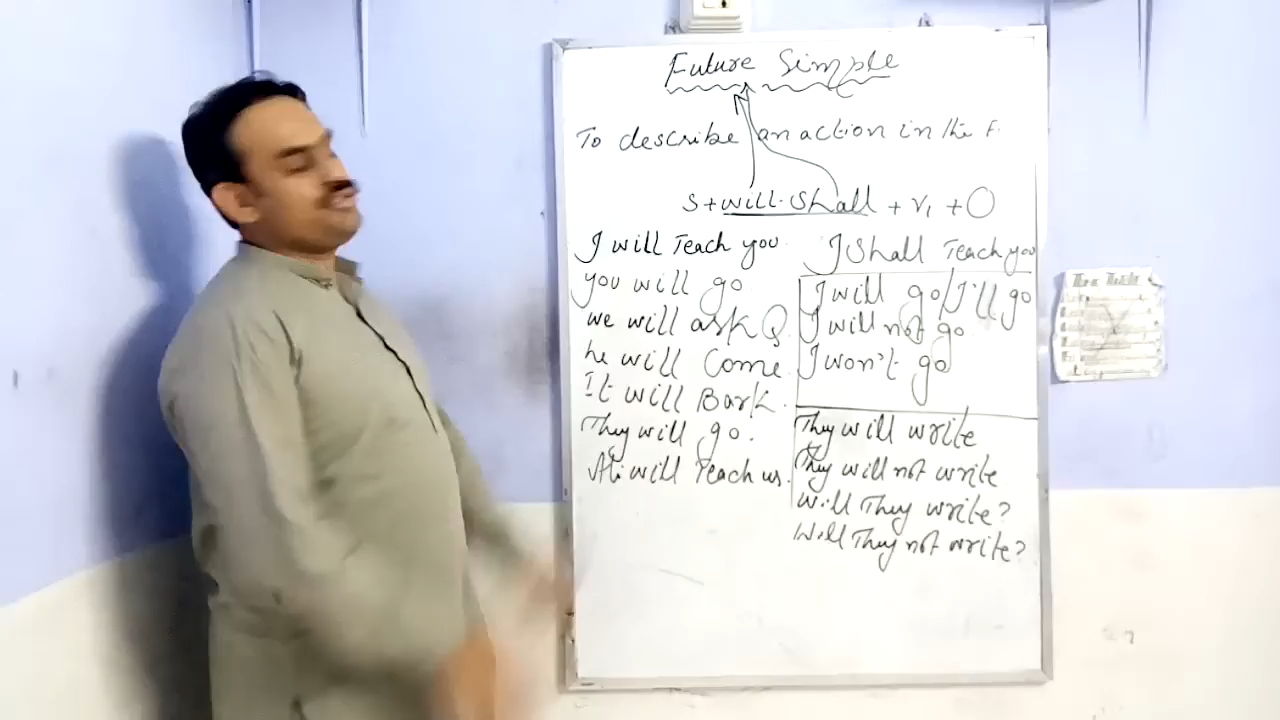 Future Simple
To describe an action in the F.
S + will. Shall + V1 + O
I will Teach you.
you will go
we will ask Q.
he will Come.
It will Bark.
They will go.
Ali will Teach us.
I Shall Teach you
I will go/I'll go
I will not go
I won't go
They will write
They will not write
will They write?
Will They not write?